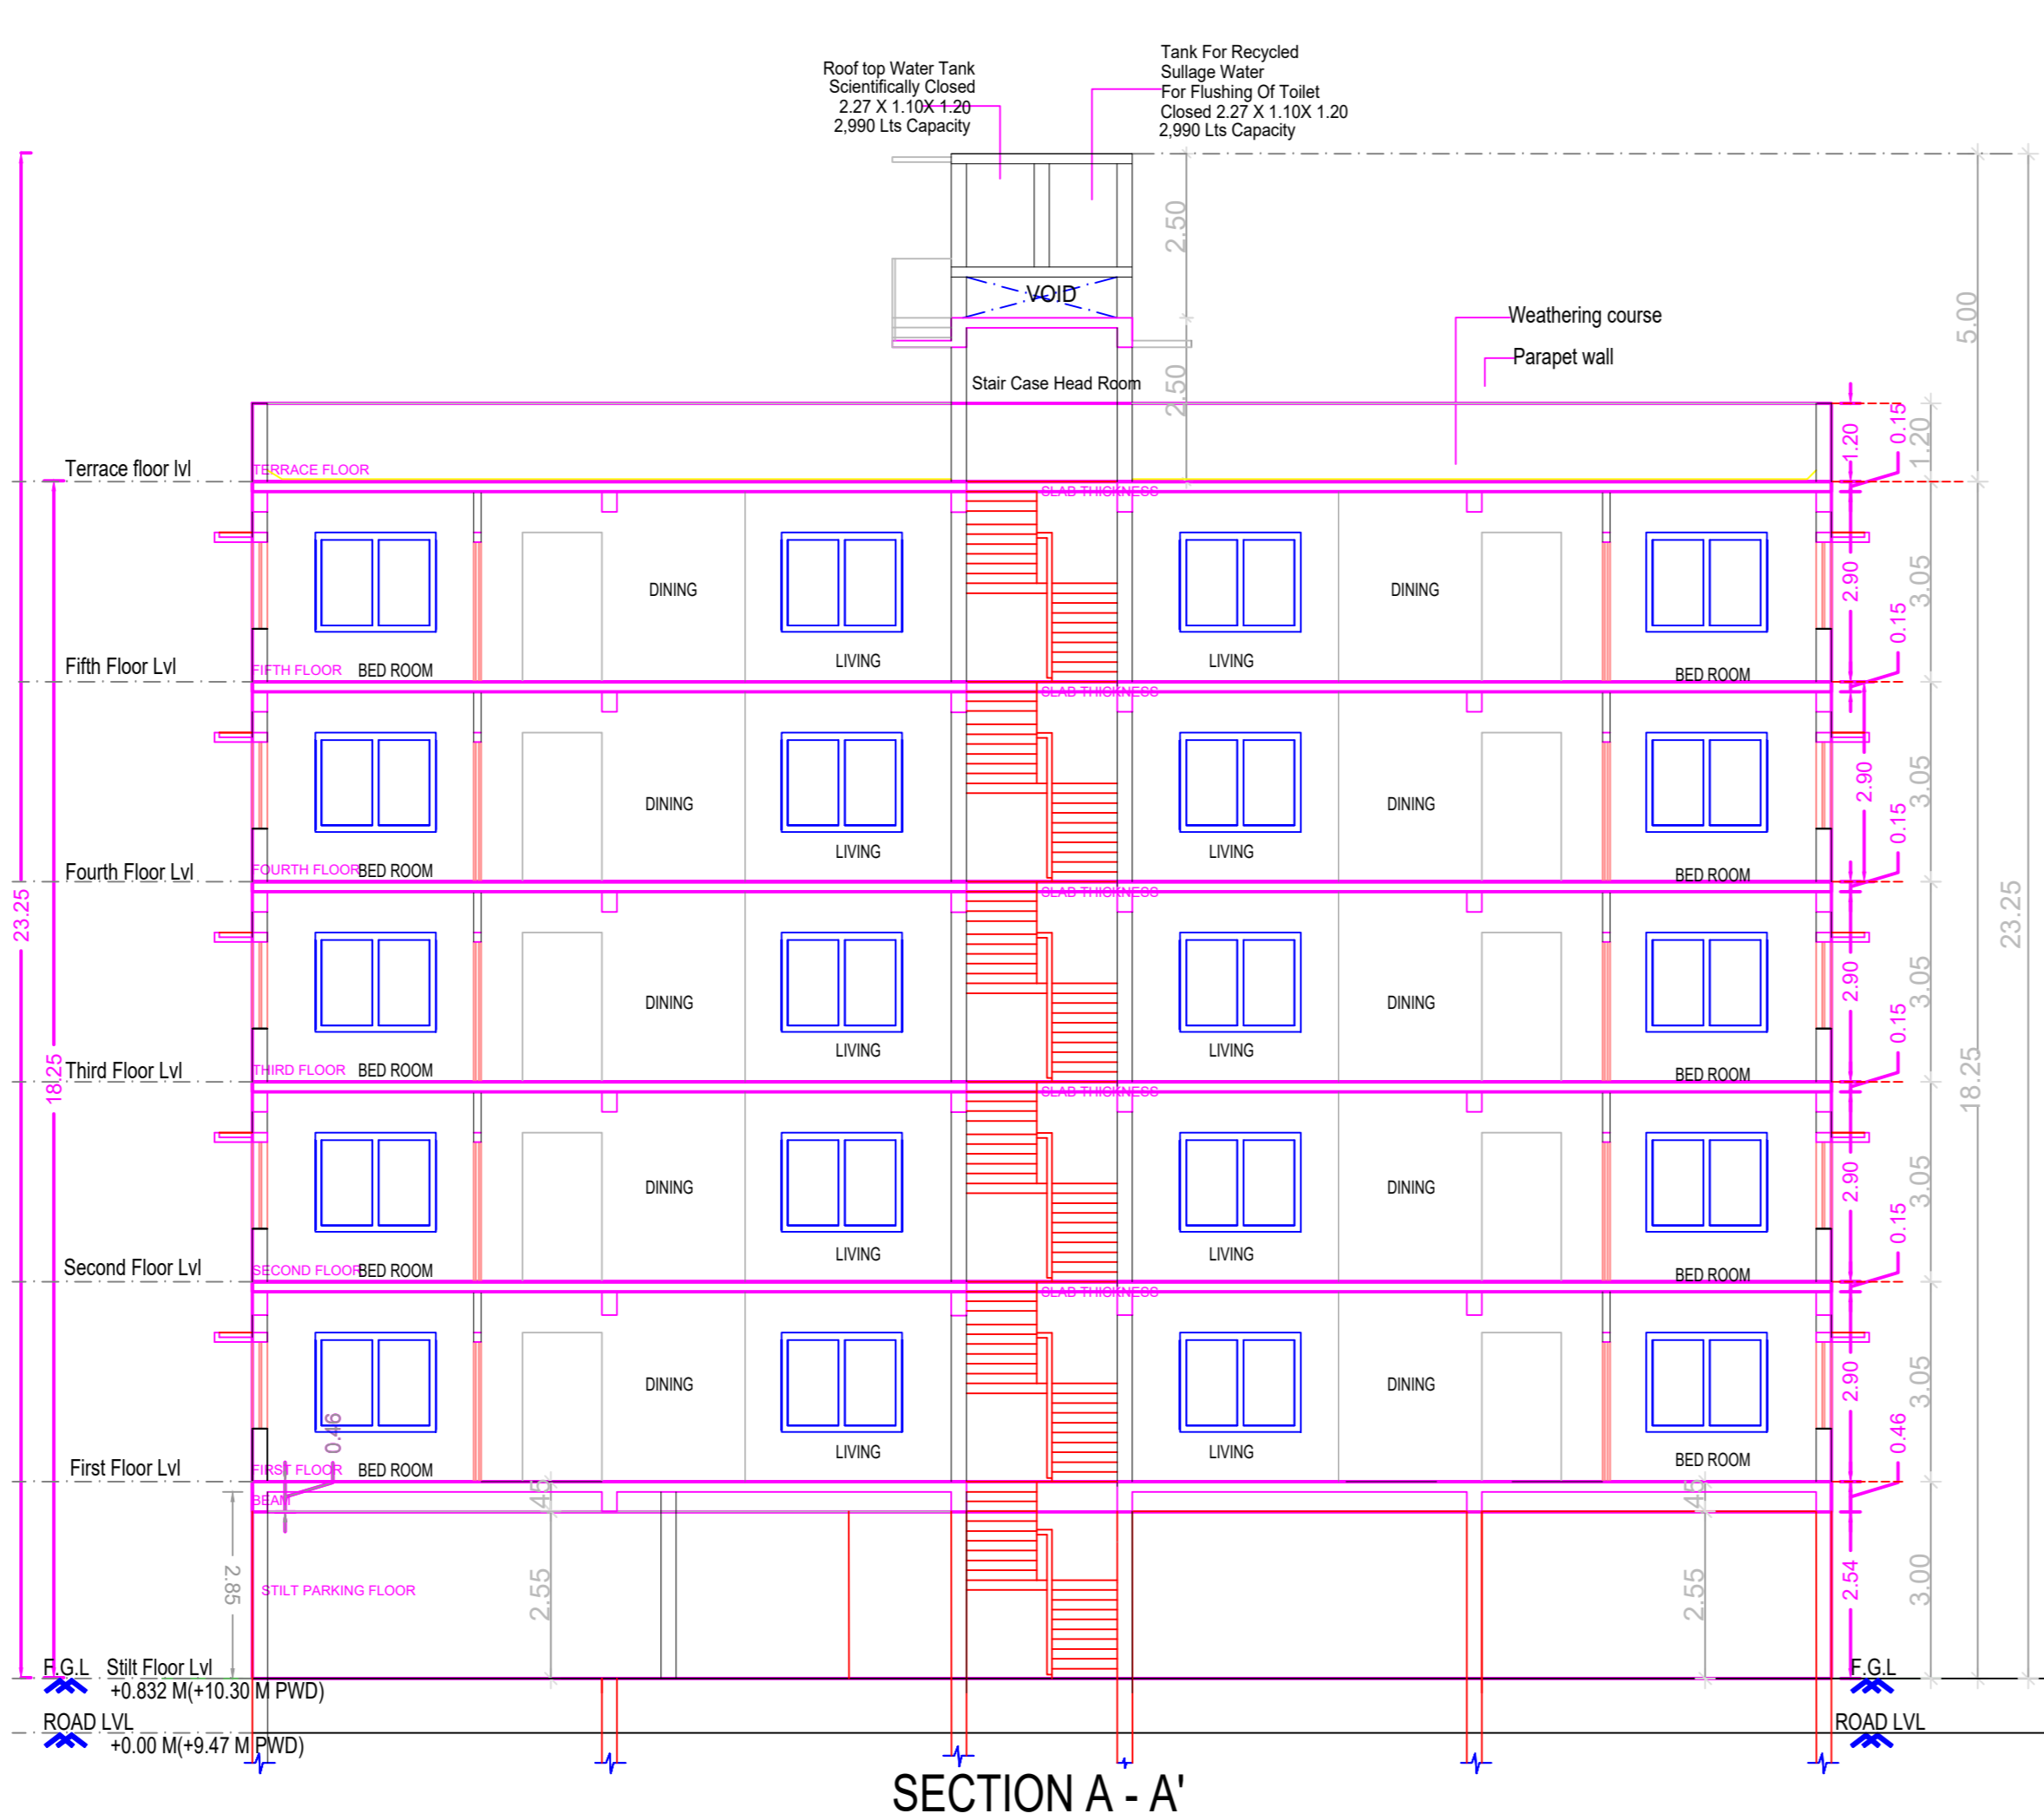 Roof top Water Tank
Scientifically Closed
2.27 X 1.10X 1.20
2,990 Lts Capacity
Tank For Recycled
Sullage Water
For Flushing Of Toilet
Closed 2.27 X 1.10X 1.20
2,990 Lts Capacity
2.50
VOID
5.00
Weathering course
Parapet wall
2.50
Stair Case Head Room
1.20
0.15
1.20
Terrace floor lvl
TERRACE FLOOR
SLAB THICKNESS
DINING
DINING
2.90
3.05
0.15
LIVING
LIVING
Fifth Floor Lvl
FIFTH FLOOR
BED ROOM
BED ROOM
SLAB THICKNESS
DINING
DINING
2.90
3.05
0.15
LIVING
LIVING
Fourth Floor Lvl
FOURTH FLOOR
BED ROOM
BED ROOM
SLAB THICKNESS
23.25
23.25
DINING
DINING
2.90
3.05
0.15
LIVING
LIVING
Third Floor Lvl
THIRD FLOOR
BED ROOM
BED ROOM
18.25
18.25
SLAB THICKNESS
DINING
DINING
2.90
3.05
0.15
LIVING
LIVING
Second Floor Lvl
SECOND FLOOR
BED ROOM
BED ROOM
SLAB THICKNESS
DINING
DINING
2.90
3.05
0.46
0.46
LIVING
LIVING
First Floor Lvl
FIRST FLOOR
BED ROOM
BED ROOM
BEAM
45
45
2.85
STILT PARKING FLOOR
2.55
2.55
2.54
3.00
F.G.L Stilt Floor Lvl
F.G.L
+0.832 M(+10.30 M PWD)
ROAD LVL
ROAD LVL
+0.00 M(+9.47 M PWD)
SECTION A - A'